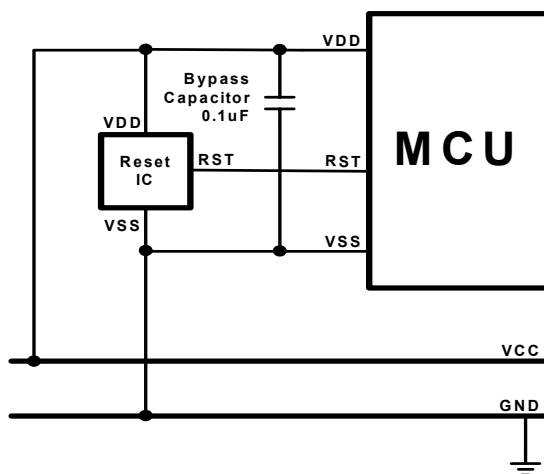 VDD
Bypass
Capacitor
0.1uF
VDD
Reset
IC
RST
RST
MCU
VSS
VSS
VCC
GND